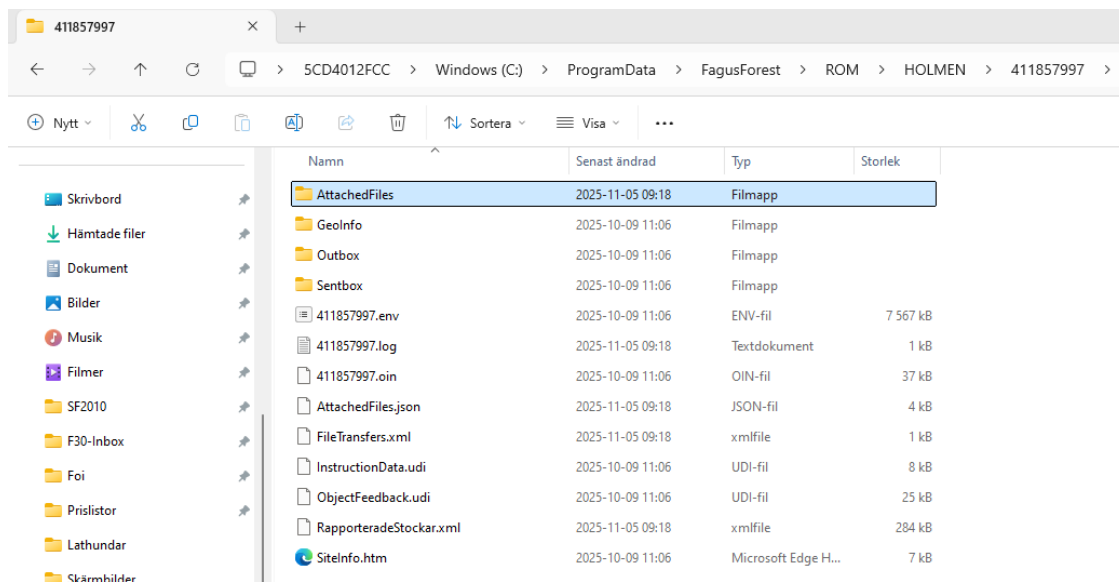 411857997
5CD4012FCC > Windows (C:) > ProgramData > FagusForest > ROM > HOLMEN > 411857997 >
Nytt Sortera Visa
Namn Senast ändrad Typ Storlek
Skrivbord
Hämtade filer
Dokument
Bilder
Musik
Filmer
SF2010
F30-Inbox
Foi
Prislistor
Lathundar
Skärmbilder
AttachedFiles 2025-11-05 09:18 Filmapp
GeoInfo 2025-10-09 11:06 Filmapp
Outbox 2025-10-09 11:06 Filmapp
Sentbox 2025-10-09 11:06 Filmapp
411857997.env 2025-10-09 11:06 ENV-fil 7 567 kB
411857997.log 2025-11-05 09:18 Textdokument 1 kB
411857997.oin 2025-10-09 11:06 OIN-fil 37 kB
AttachedFiles.json 2025-11-05 09:18 JSON-fil 4 kB
FileTransfers.xml 2025-11-05 09:18 xmlfile 1 kB
InstructionData.udi 2025-10-09 11:06 UDI-fil 8 kB
ObjectFeedback.udi 2025-10-09 11:06 UDI-fil 25 kB
RapporteradeStockar.xml 2025-11-05 09:18 xmlfile 284 kB
SiteInfo.htm 2025-10-09 11:06 Microsoft Edge H... 7 kB